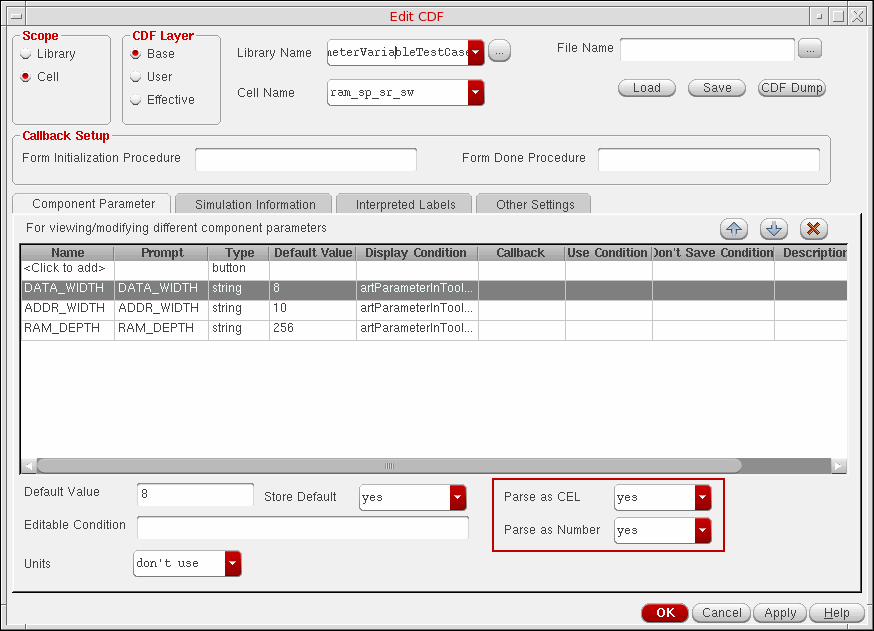 Edit CDF
Scope
Library
Cell
CDF Layer
Base
User
Effective
Library Name
neterVariableTestCase
...
Cell Name
ram_sp_sr_sw
File Name
...
Load
Save
CDF Dump
Callback Setup
Form Initialization Procedure
Form Done Procedure
Component Parameter Simulation Information Interpreted Labels Other Settings
For viewing/modifying different component parameters
Name Prompt Type Default Value Display Condition Callback Use Condition Don't Save Condition Description
<Click to add> button
DATA_WIDTH DATA_WIDTH string 8 artParameterInTool...
ADDR_WIDTH ADDR_WIDTH string 10 artParameterInTool...
RAM_DEPTH RAM_DEPTH string 256 artParameterInTool...
Default Value 8 Store Default yes Parse as CEL yes
Editable Condition Parse as Number yes
Units don't use
OK Cancel Apply Help